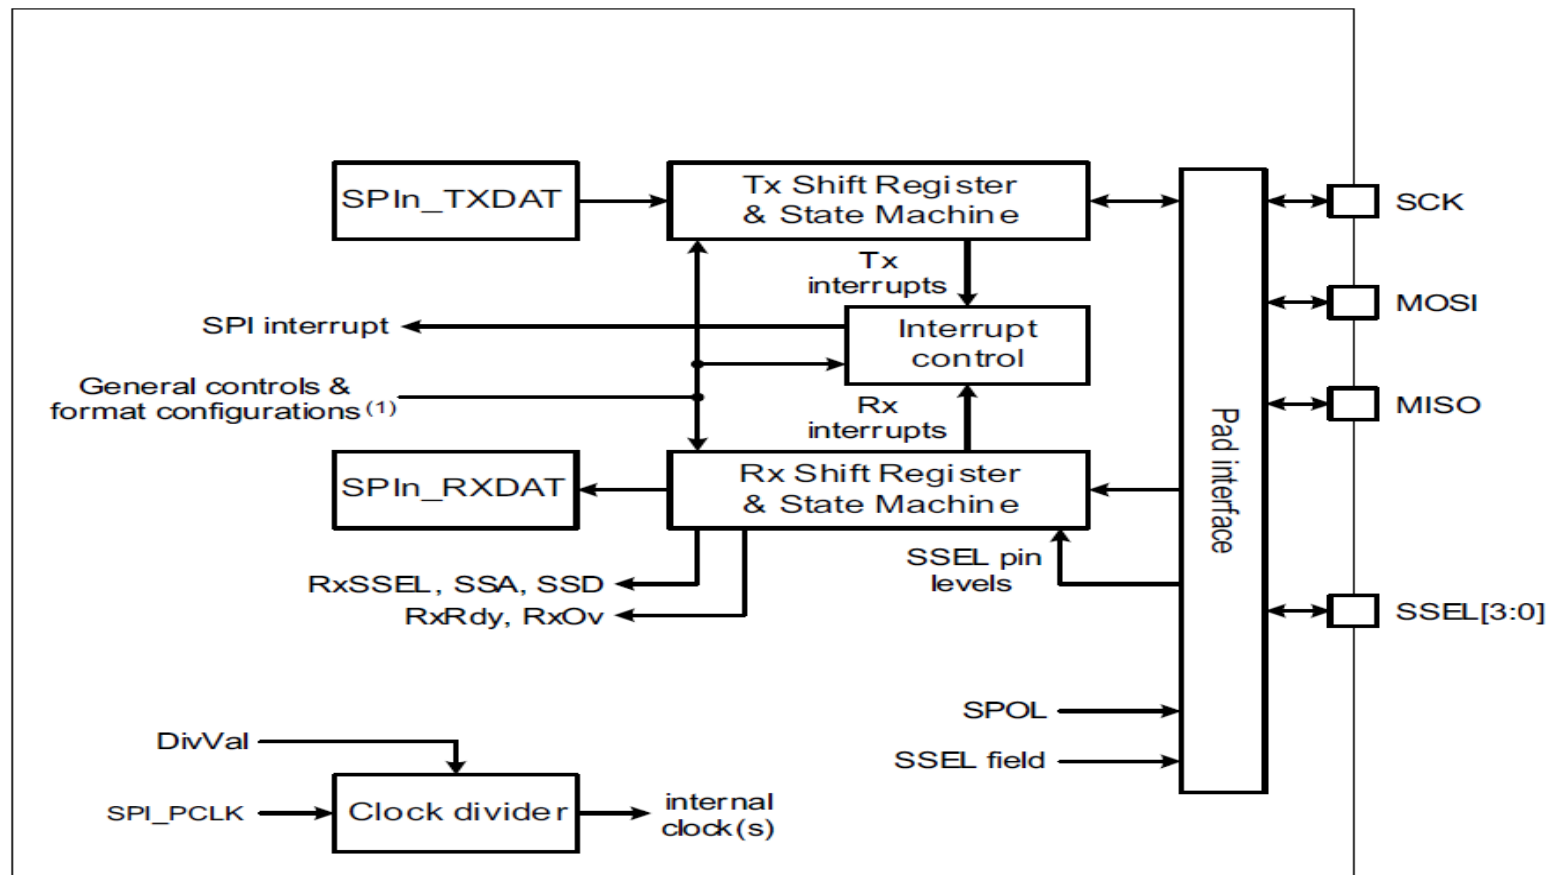 SPIn_TXDAT
Tx Shift Register
& State Machine
SCK
Tx
interrupts
MOSI
SPI interrupt
Interrupt
control
General controls &
format configurations(1)
Rx
interrupts
MISO
Pad interface
SPIn_RXDAT
Rx Shift Register
& State Machine
RxSSEL, SSA, SSD
RxRdy, RxOv
SSEL pin
levels
SSEL[3:0]
SPOL
SSEL field
DivVal
SPI_PCLK
Clock divider
internal
clock(s)